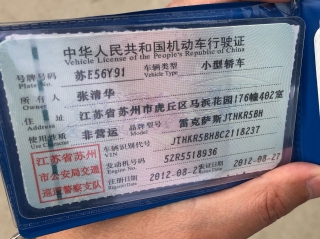 中华人民共和国机动车行驶证
Vehicle License of the People's Republic of China
号牌号码 苏E56Y91 车辆类型 小型轿车
Plate No. Vehicle Type
所有人 张清华
Owner
住址 江苏省苏州市虎丘区马浜花园176幢402室
Address
使用性质 非营运 品牌型号 雷克萨斯JTHKR5BH
Use Character Model
江苏省苏州
市公安局交通
巡逻警察支队
车辆识别代号 JTHKR5BH8C2118237
VIN
发动机号码 5ZR5518936
Engine No.
注册日期 2012-08-27 发证日期 2012-08-27
Register Date Issue Date